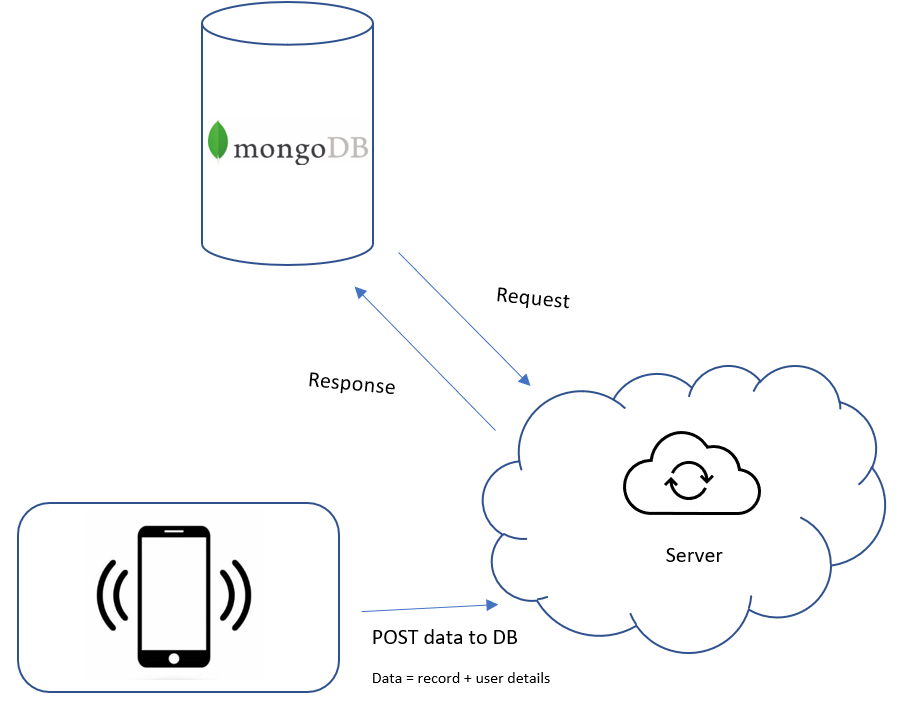 mongoDB
Request
Response
Server
POST data to DB
Data = record + user details